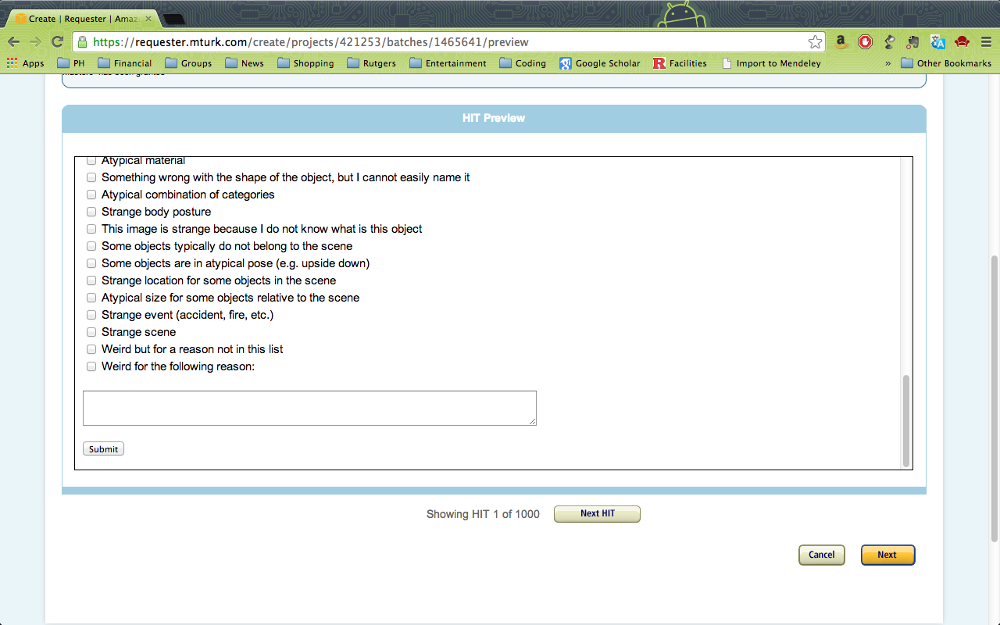 Create | Requester | Amaz
https://requester.mturk.com/create/projects/421253/batches/1465641/preview
Apps PH Financial Groups News Shopping Rutgers Entertainment Coding Google Scholar Facilities Import to Mendeley » Other Bookmarks
HIT Preview
Atypical material
Something wrong with the shape of the object, but I cannot easily name it
Atypical combination of categories
Strange body posture
This image is strange because I do not know what is this object
Some objects typically do not belong to the scene
Some objects are in atypical pose (e.g. upside down)
Strange location for some objects in the scene
Atypical size for some objects relative to the scene
Strange event (accident, fire, etc.)
Strange scene
Weird but for a reason not in this list
Weird for the following reason:
Submit
Showing HIT 1 of 1000 Next HIT
Cancel Next